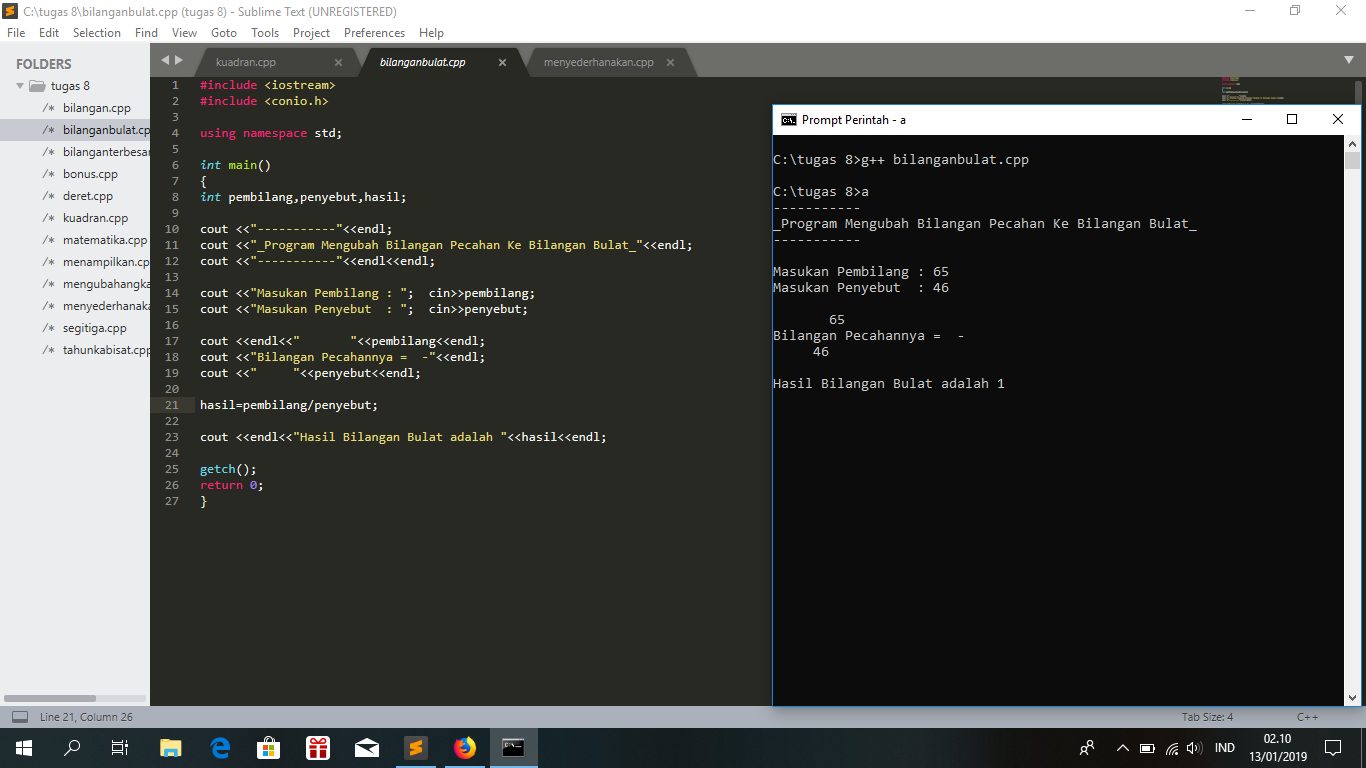 C:\tugas 8\bilanganbulat.cpp (tugas 8) - Sublime Text (UNREGISTERED)
File Edit Selection Find View Goto Tools Project Preferences Help
FOLDERS
tugas 8
/* bilangan.cpp
/* bilanganbulat.cp
/* bilanganterbesa
/* bonus.cpp
/* deret.cpp
/* kuadran.cpp
/* matematika.cpp
/* menampilkan.cp
/* mengubahangka
/* menyederhanaka
/* segitiga.cpp
/* tahunkabisat.cpp
kuadran.cpp bilanganbulat.cpp menyederhanakan.cpp
1 #include <iostream>
2 #include <conio.h>
3
4 using namespace std;
5
6 int main()
7 {
8 int pembilang,penyebut,hasil;
9
10 cout <<"-----------"<<endl;
11 cout <<"_Program Mengubah Bilangan Pecahan Ke Bilangan Bulat_"<<endl;
12 cout <<"-----------"<<endl<<endl;
13
14 cout <<"Masukan Pembilang : ";  cin>>pembilang;
15 cout <<"Masukan Penyebut  : ";  cin>>penyebut;
16
17 cout <<endl<<"       "<<pembilang<<endl;
18 cout <<"Bilangan Pecahannya =  -"<<endl;
19 cout <<"     "<<penyebut<<endl;
20
21 hasil=pembilang/penyebut;
22
23 cout <<endl<<"Hasil Bilangan Bulat adalah "<<hasil<<endl;
24
25 getch();
26 return 0;
27 }
Prompt Perintah - a
C:\tugas 8>g++ bilanganbulat.cpp
C:\tugas 8>a
-----------
_Program Mengubah Bilangan Pecahan Ke Bilangan Bulat_
-----------
Masukan Pembilang : 65
Masukan Penyebut  : 46
65
Bilangan Pecahannya =  -
46
Hasil Bilangan Bulat adalah 1
Line 21, Column 26
Tab Size: 4
C++
IND
02.10
13/01/2019